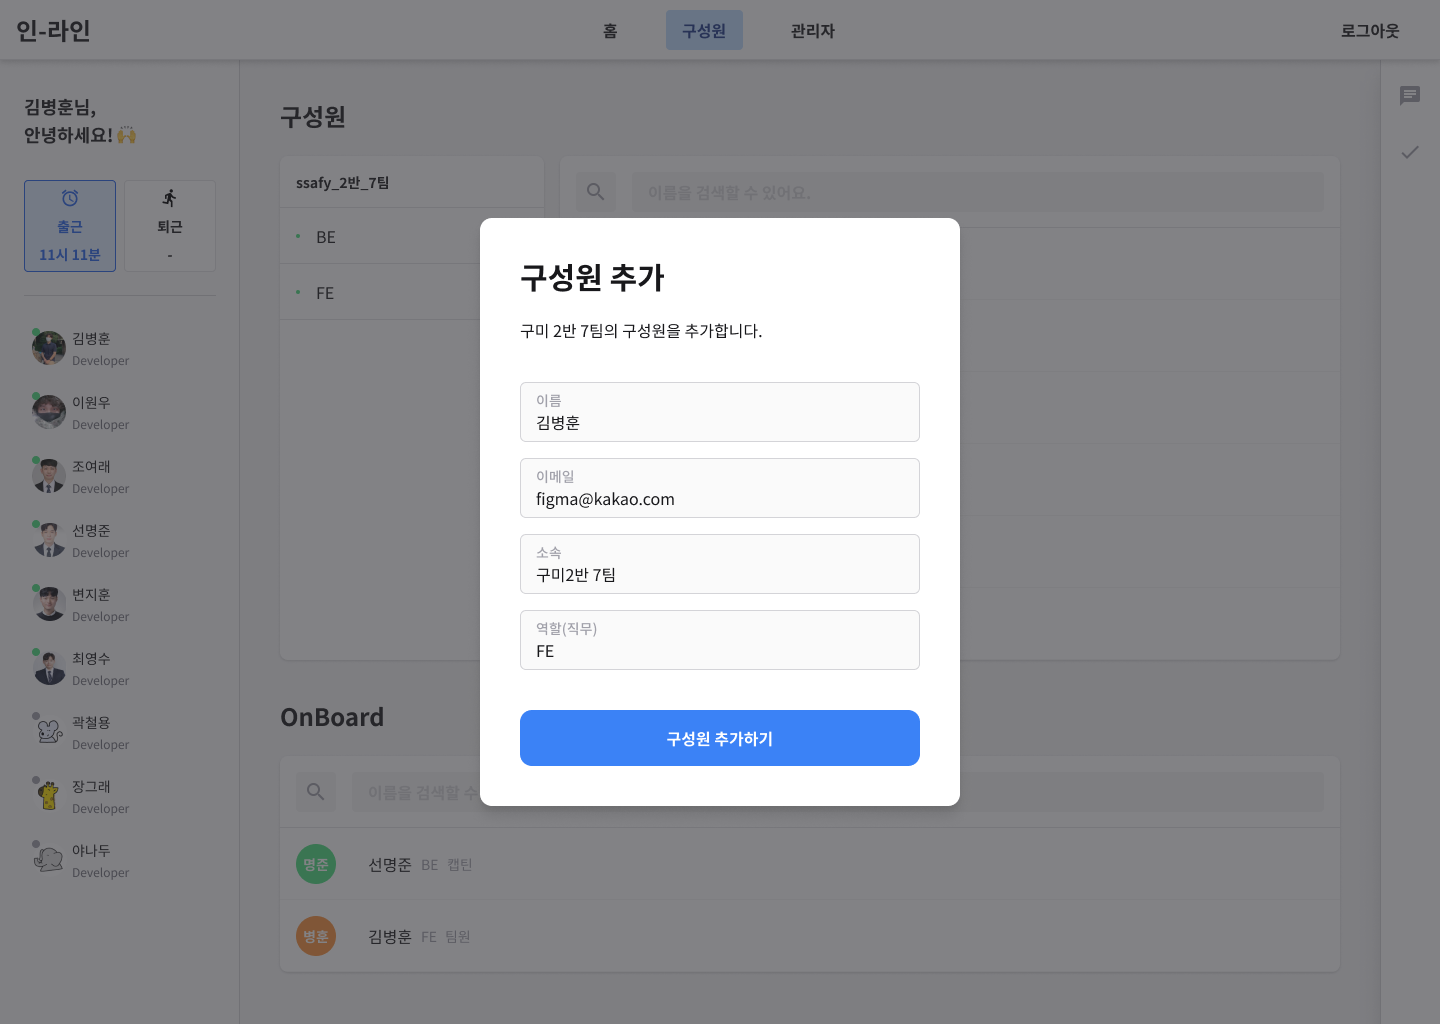 인-라인
홈
구성원
관리자
로그아웃
김병훈님,
안녕하세요! 🙌
출근
11시 11분
퇴근
-
김병훈
Developer
이원우
Developer
조여래
Developer
선명준
Developer
변지훈
Developer
최영수
Developer
곽철용
Developer
장그래
Developer
야나두
Developer
구성원
ssafy_2반_7팀
BE
FE
이름을 검색할 수 있어요.
구성원 추가
구미 2반 7팀의 구성원을 추가합니다.
이름
김병훈
이메일
figma@kakao.com
소속
구미2반 7팀
역할(직무)
FE
구성원 추가하기
OnBoard
이름을 검색할 수
명준
선명준 BE 캡틴
병훈
김병훈 FE 팀원